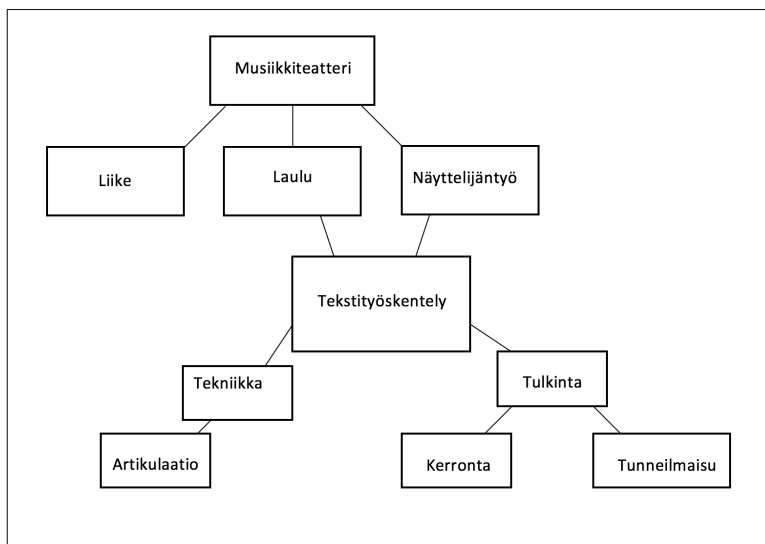 Musiikkiteatteri
Liike
Laulu
Näyttelijäntyö
Tekstityöskentely
Tekniikka
Tulkinta
Artikulaatio
Kerronta
Tunneilmaisu